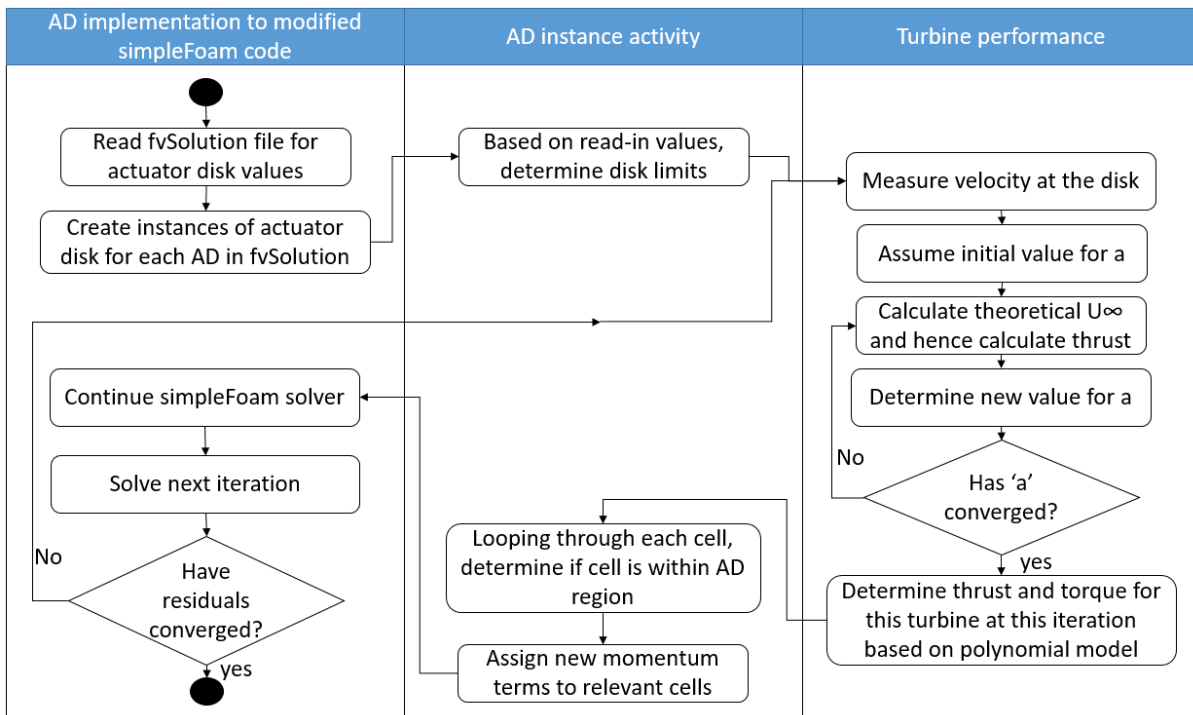 AD implementation to modified
simpleFoam code
AD instance activity
Turbine performance
Read fvSolution file for
actuator disk values
Create instances of actuator
disk for each AD in fvSolution
Based on read-in values,
determine disk limits
Measure velocity at the disk
Assume initial value for a
Calculate theoretical U∞
and hence calculate thrust
Determine new value for a
No
Has ‘a’
converged?
yes
Determine thrust and torque for
this turbine at this iteration
based on polynomial model
Looping through each cell,
determine if cell is within AD
region
Assign new momentum
terms to relevant cells
Continue simpleFoam solver
Solve next iteration
No
Have
residuals
converged?
yes